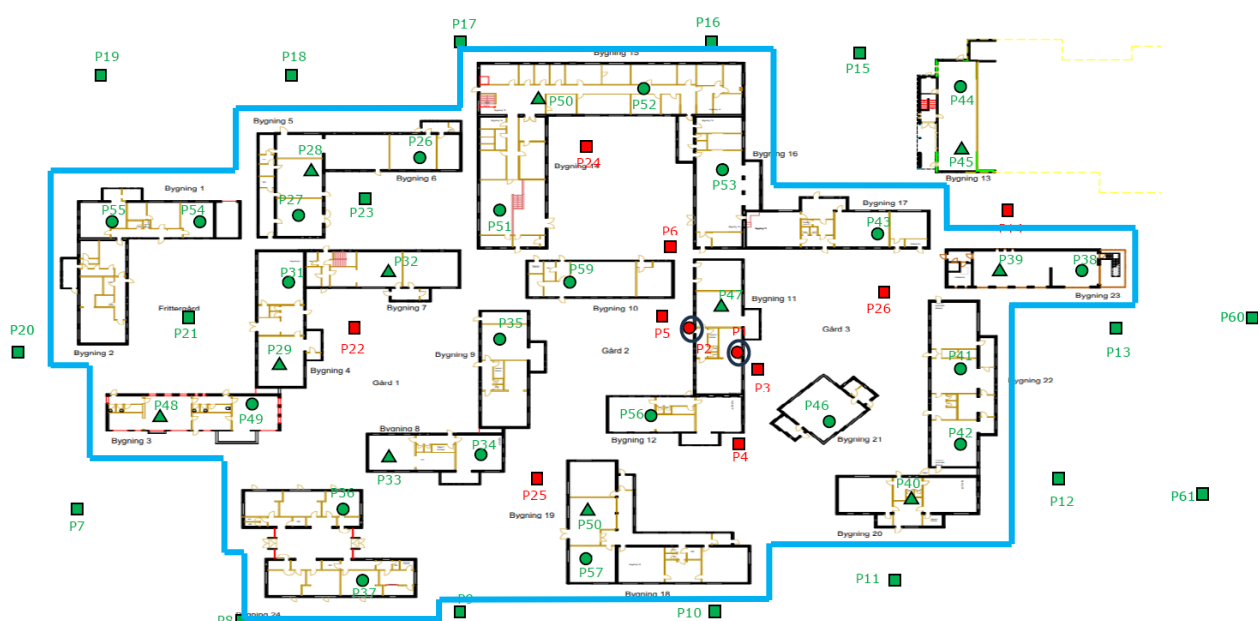 P17
P16
P19
P18
Bygning 15
P15
P50
P52
P44
Bygning 5
P28
P26
P24
P45
Bygning 16
Bygning 6
Bygning 13
P53
Bygning 1
P27
P23
P55
P54
P51
Bygning 17
P43
P6
P31
P32
P59
P39
P38
Bygning 23
Frittergård
P21
Bygning 7
Bygning 10
P47
Bygning 11
P26
P20
P22
P35
P5
P2
Gård 3
P13
P60
Bygning 2
P29
Bygning 4
Bygning 9
Gård 2
P3
P41
Gård 1
Bygning 22
P48
P49
Bygning 3
P56
Bygning 12
P46
Bygning 21
P42
Bygning 8
P34
P33
P4
P25
P40
P12
P61
P7
P36
Bygning 19
P50
Bygning 20
P57
P37
Bygning 18
P11
P10
P8